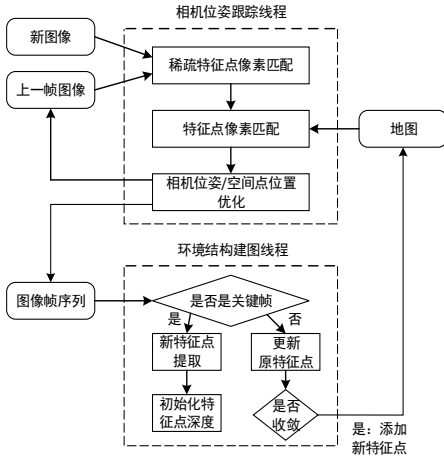 相机位姿跟踪线程
新图像
稀疏特征点像素匹配
上一帧图像
特征点像素匹配
地图
相机位姿/空间点位置
优化
环境结构建图线程
图像帧序列
是否是关键帧
是
否
新特征点
提取
更新
原特征点
初始化特
征点深度
是否
收敛
是：添加
新特征点